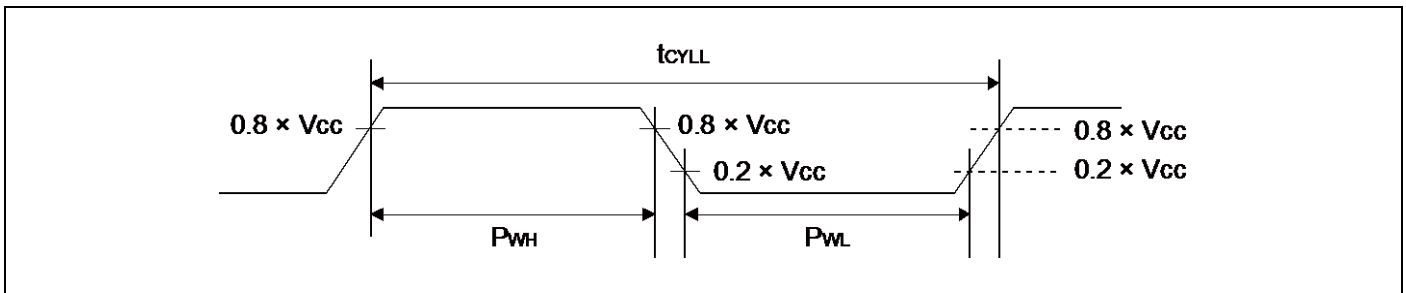 tCYLL
0.8 × VCC
0.8 × VCC
0.8 × VCC
0.2 × VCC
0.2 × VCC
PWH
PWL